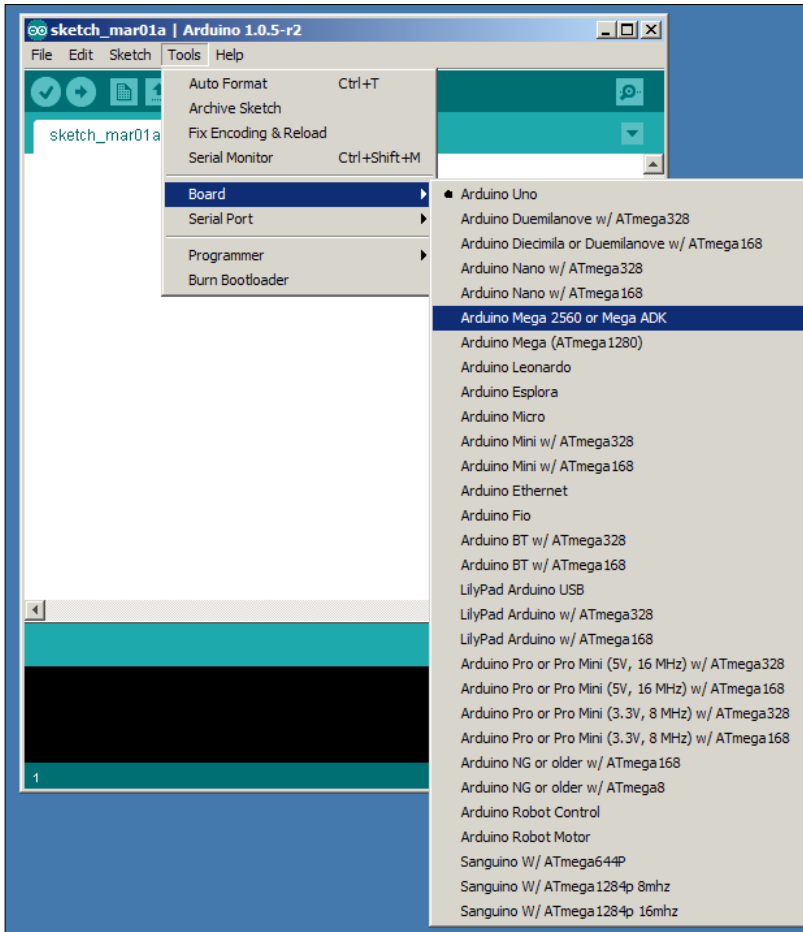 sketch_mar01a | Arduino 1.0.5-r2
File Edit Sketch Tools Help
sketch_mar01a
Auto Format Ctrl+T
Archive Sketch
Fix Encoding & Reload
Serial Monitor Ctrl+Shift+M
Board
Serial Port
Programmer
Burn Bootloader
Arduino Uno
Arduino Duemilanove w/ ATmega328
Arduino Diecimila or Duemilanove w/ ATmega168
Arduino Nano w/ ATmega328
Arduino Nano w/ ATmega168
Arduino Mega 2560 or Mega ADK
Arduino Mega (ATmega1280)
Arduino Leonardo
Arduino Esplora
Arduino Micro
Arduino Mini w/ ATmega328
Arduino Mini w/ ATmega168
Arduino Ethernet
Arduino Fio
Arduino BT w/ ATmega328
Arduino BT w/ ATmega168
LilyPad Arduino USB
LilyPad Arduino w/ ATmega328
LilyPad Arduino w/ ATmega168
Arduino Pro or Pro Mini (5V, 16 MHz) w/ ATmega328
Arduino Pro or Pro Mini (5V, 16 MHz) w/ ATmega168
Arduino Pro or Pro Mini (3.3V, 8 MHz) w/ ATmega328
Arduino Pro or Pro Mini (3.3V, 8 MHz) w/ ATmega168
Arduino NG or older w/ ATmega168
Arduino NG or older w/ ATmega8
Arduino Robot Control
Arduino Robot Motor
Sanguino W/ ATmega644P
Sanguino W/ ATmega1284p 8mhz
Sanguino W/ ATmega1284p 16mhz
1